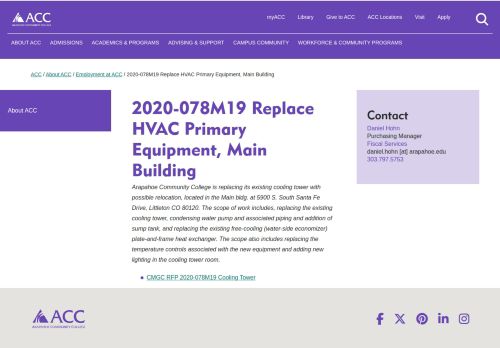 ACC
ARAPAHOE COMMUNITY COLLEGE
myACC Library Give to ACC ACC Locations Visit Apply
ABOUT ACC ADMISSIONS ACADEMICS & PROGRAMS ADVISING & SUPPORT CAMPUS COMMUNITY WORKFORCE & COMMUNITY PROGRAMS
ACC / About ACC / Employment at ACC / 2020-078M19 Replace HVAC Primary Equipment, Main Building
About ACC
2020-078M19 Replace
HVAC Primary
Equipment, Main
Building
Arapahoe Community College is replacing its existing cooling tower with
possible relocation, located in the Main bldg. at 5900 S. South Santa Fe
Drive, Littleton CO 80120. The scope of work includes, replacing the existing
cooling tower, condensing water pump and associated piping and addition of
sump tank, and replacing the existing free-cooling (water-side economizer)
plate-and-frame heat exchanger. The scope also includes replacing the
temperature controls associated with the new equipment and adding new
lighting in the cooling tower room.
CMGC RFP 2020-078M19 Cooling Tower
Contact
Daniel Hohn
Purchasing Manager
Fiscal Services
daniel.hohn [at] arapahoe.edu
303.797.5753
ACC
ARAPAHOE COMMUNITY COLLEGE